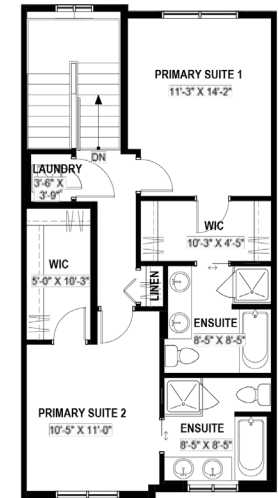 PRIMARY SUITE 1
11'-3" X 14'-2"
DN
LAUNDRY
3'-6" X
3'-9"
WIC
10'-3" X 4'-5"
WIC
5'-0" X 10'-3"
LINEN
ENSUITE
8'-5" X 8'-5"
PRIMARY SUITE 2
10'-5" X 11'-0"
ENSUITE
8'-5" X 8'-5"